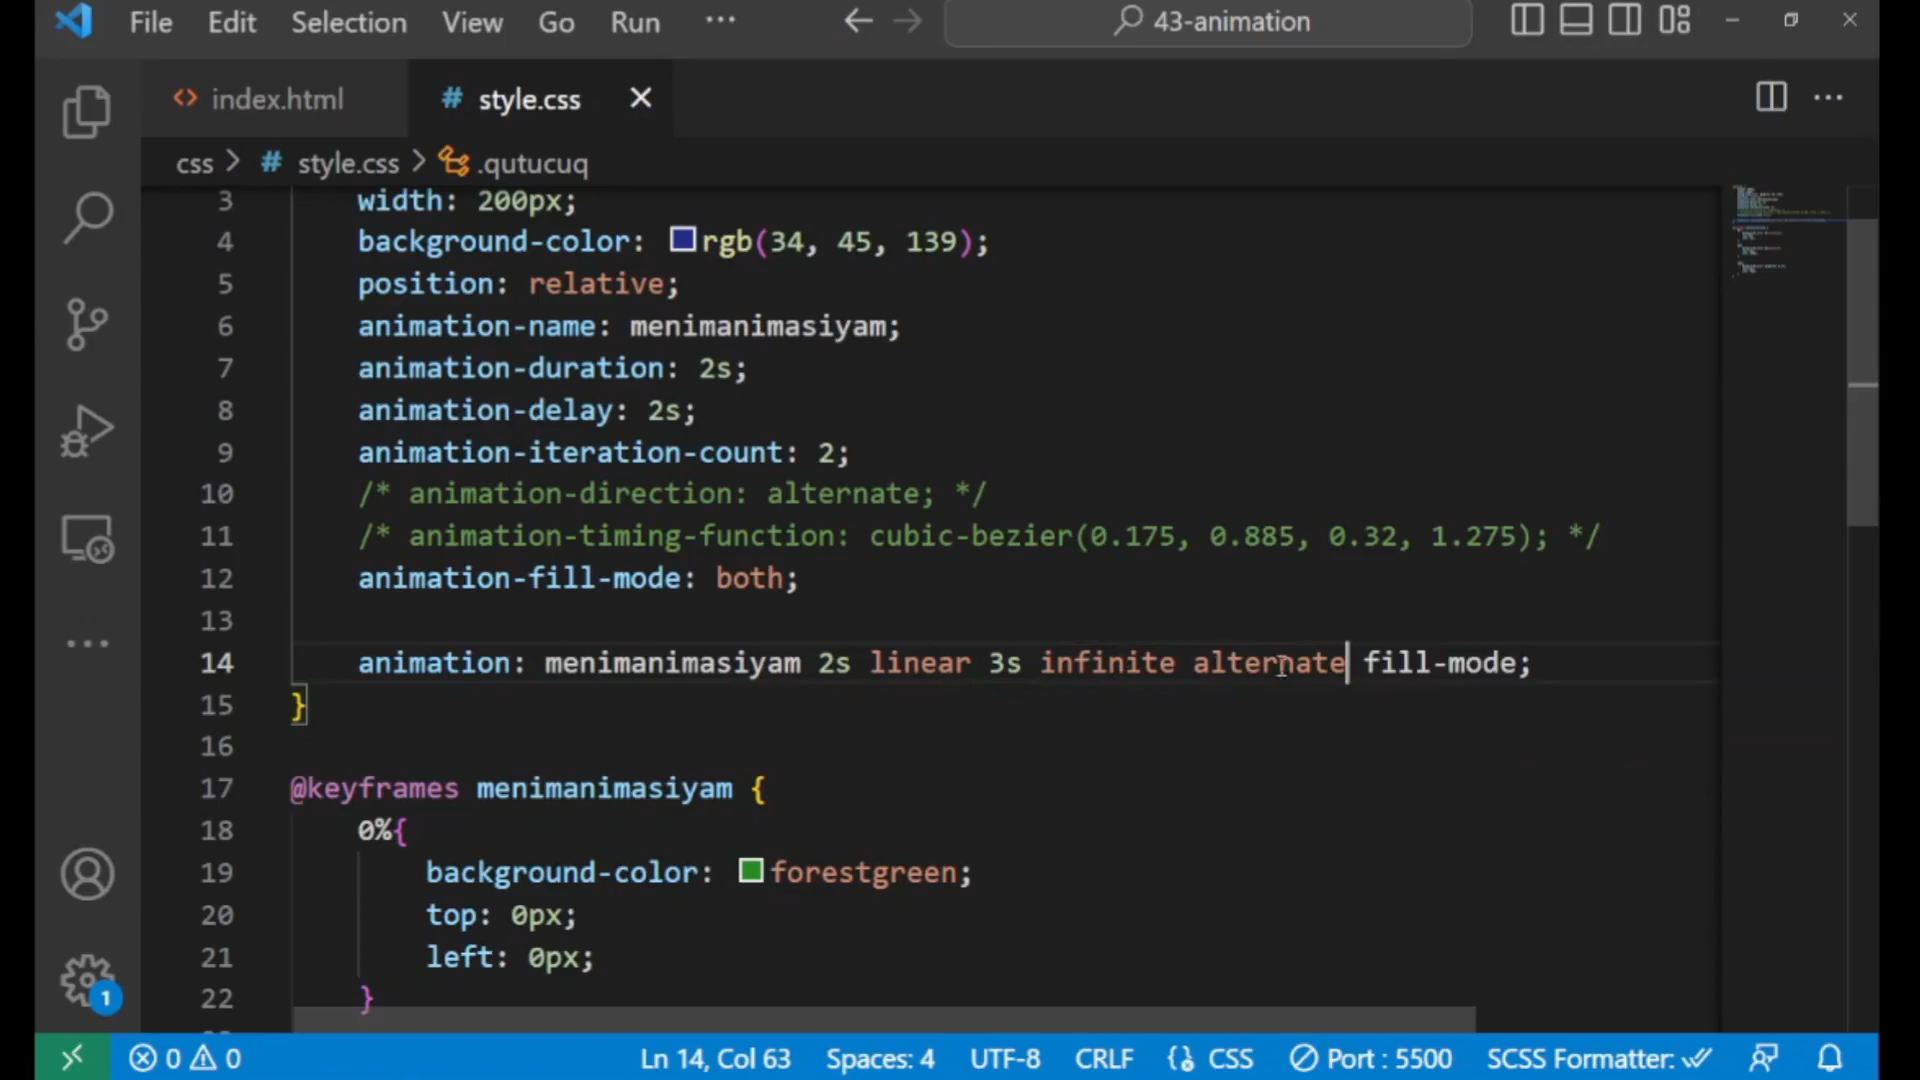 File Edit Selection View Go Run ··· 43-animation
index.html style.css
css > style.css > .qutucuq
3 width: 200px;
4 background-color: rgb(34, 45, 139);
5 position: relative;
6 animation-name: menimanimasiyam;
7 animation-duration: 2s;
8 animation-delay: 2s;
9 animation-iteration-count: 2;
10 /* animation-direction: alternate; */
11 /* animation-timing-function: cubic-bezier(0.175, 0.885, 0.32, 1.275); */
12 animation-fill-mode: both;
13
14 animation: menimanimasiyam 2s linear 3s infinite alternate fill-mode;
15 }
16
17 @keyframes menimanimasiyam {
18 0%{
19 background-color: forestgreen;
20 top: 0px;
21 left: 0px;
22 }
1
0 0 Ln 14, Col 63 Spaces: 4 UTF-8 CRLF {} CSS Port : 5500 SCSS Formatter: